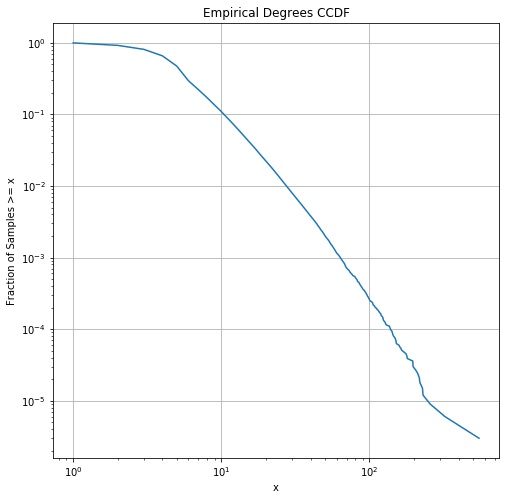 Empirical Degrees CCDF
Fraction of Samples >= x
10⁰
10⁻¹
10⁻²
10⁻³
10⁻⁴
10⁻⁵
10⁰ 10¹ 10²
x